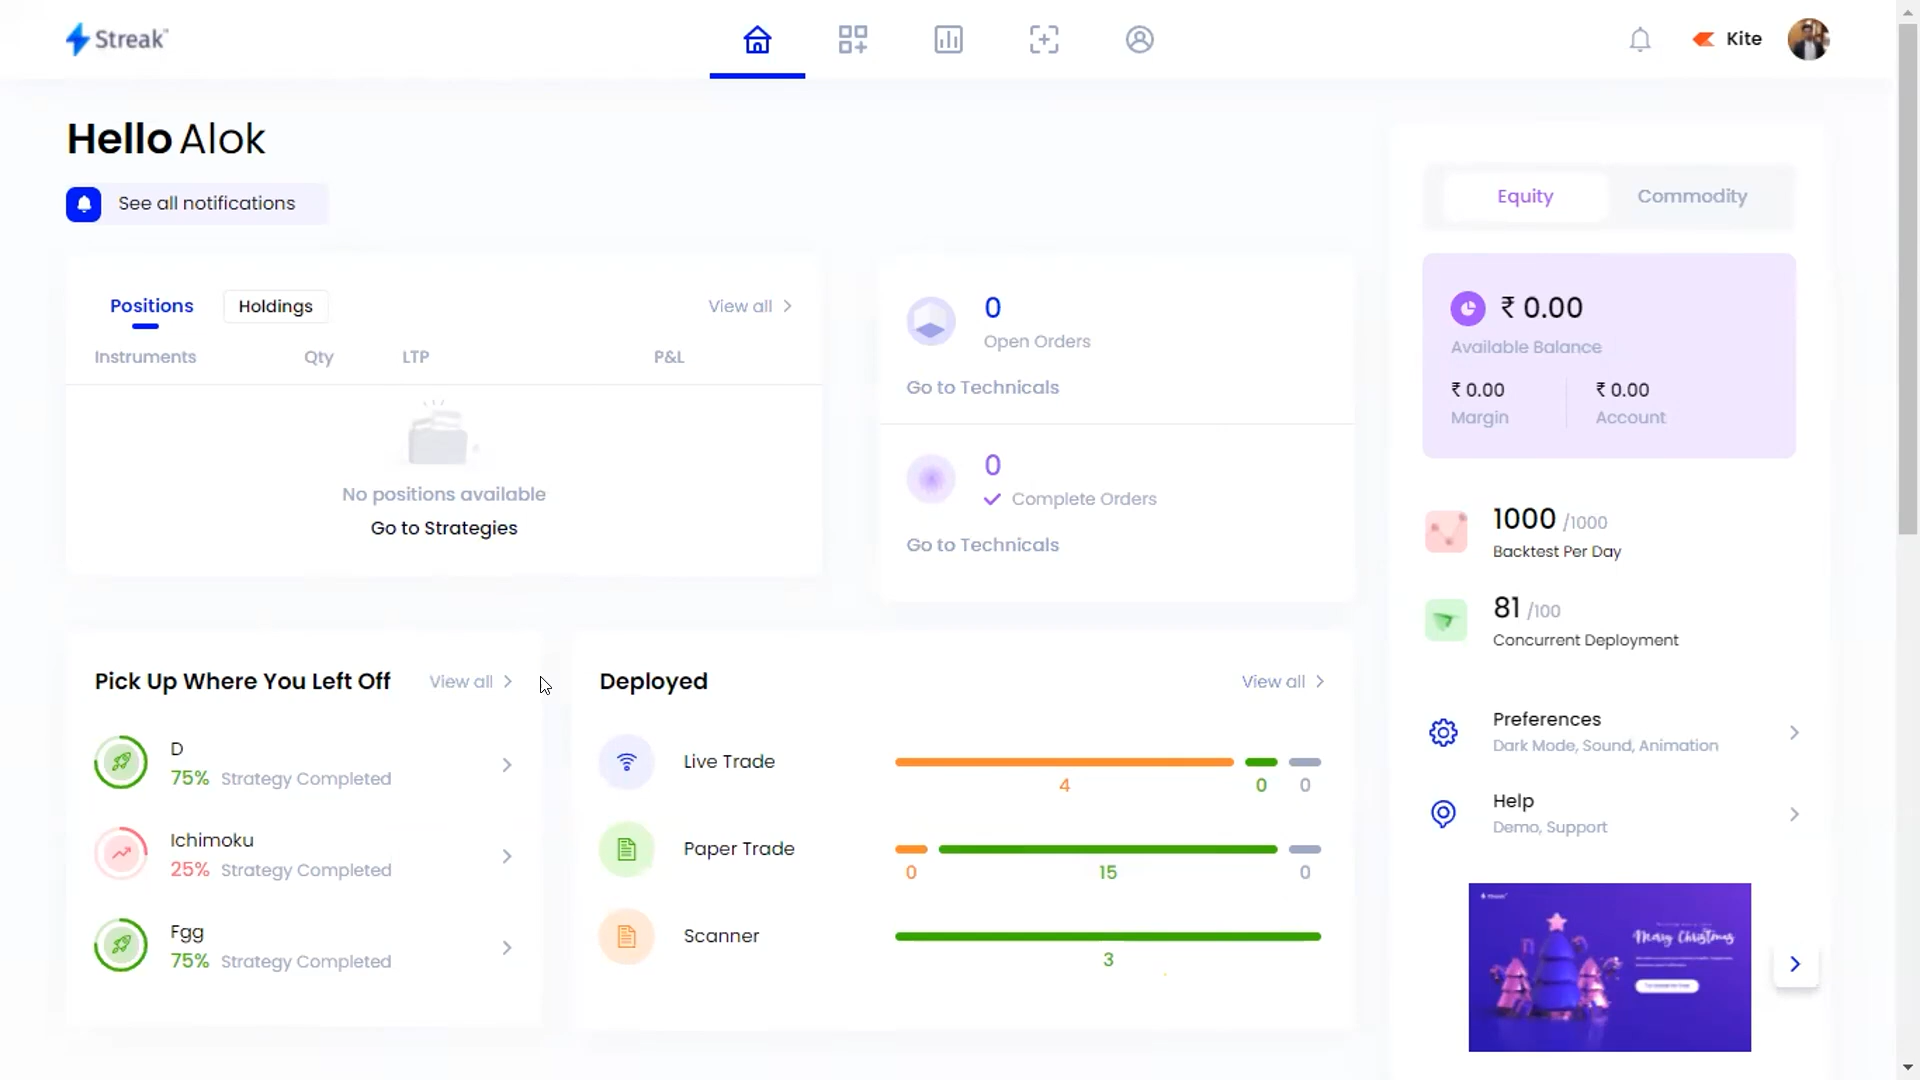 Streak
Kite
Hello Alok
See all notifications
Equity
Commodity
Positions
Holdings
View all
Instruments
Qty
LTP
P&L
No positions available
Go to Strategies
0
Open Orders
Go to Technicals
0
Complete Orders
Go to Technicals
₹ 0.00
Available Balance
₹ 0.00
Margin
₹ 0.00
Account
1000 /1000
Backtest Per Day
81 /100
Concurrent Deployment
Preferences
Dark Mode, Sound, Animation
Help
Demo, Support
Pick Up Where You Left Off
View all
D
75% Strategy Completed
Ichimoku
25% Strategy Completed
Fgg
75% Strategy Completed
Deployed
View all
Live Trade
4
0
0
Paper Trade
0
15
0
Scanner
3
Merry Christmas